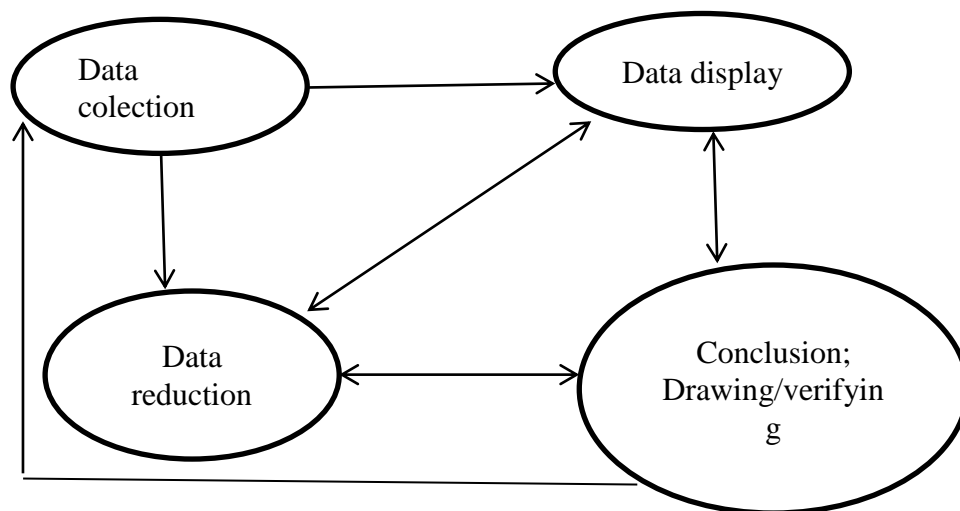 Data
colection
Data display
Data
reduction
Conclusion;
Drawing/verifyin
g